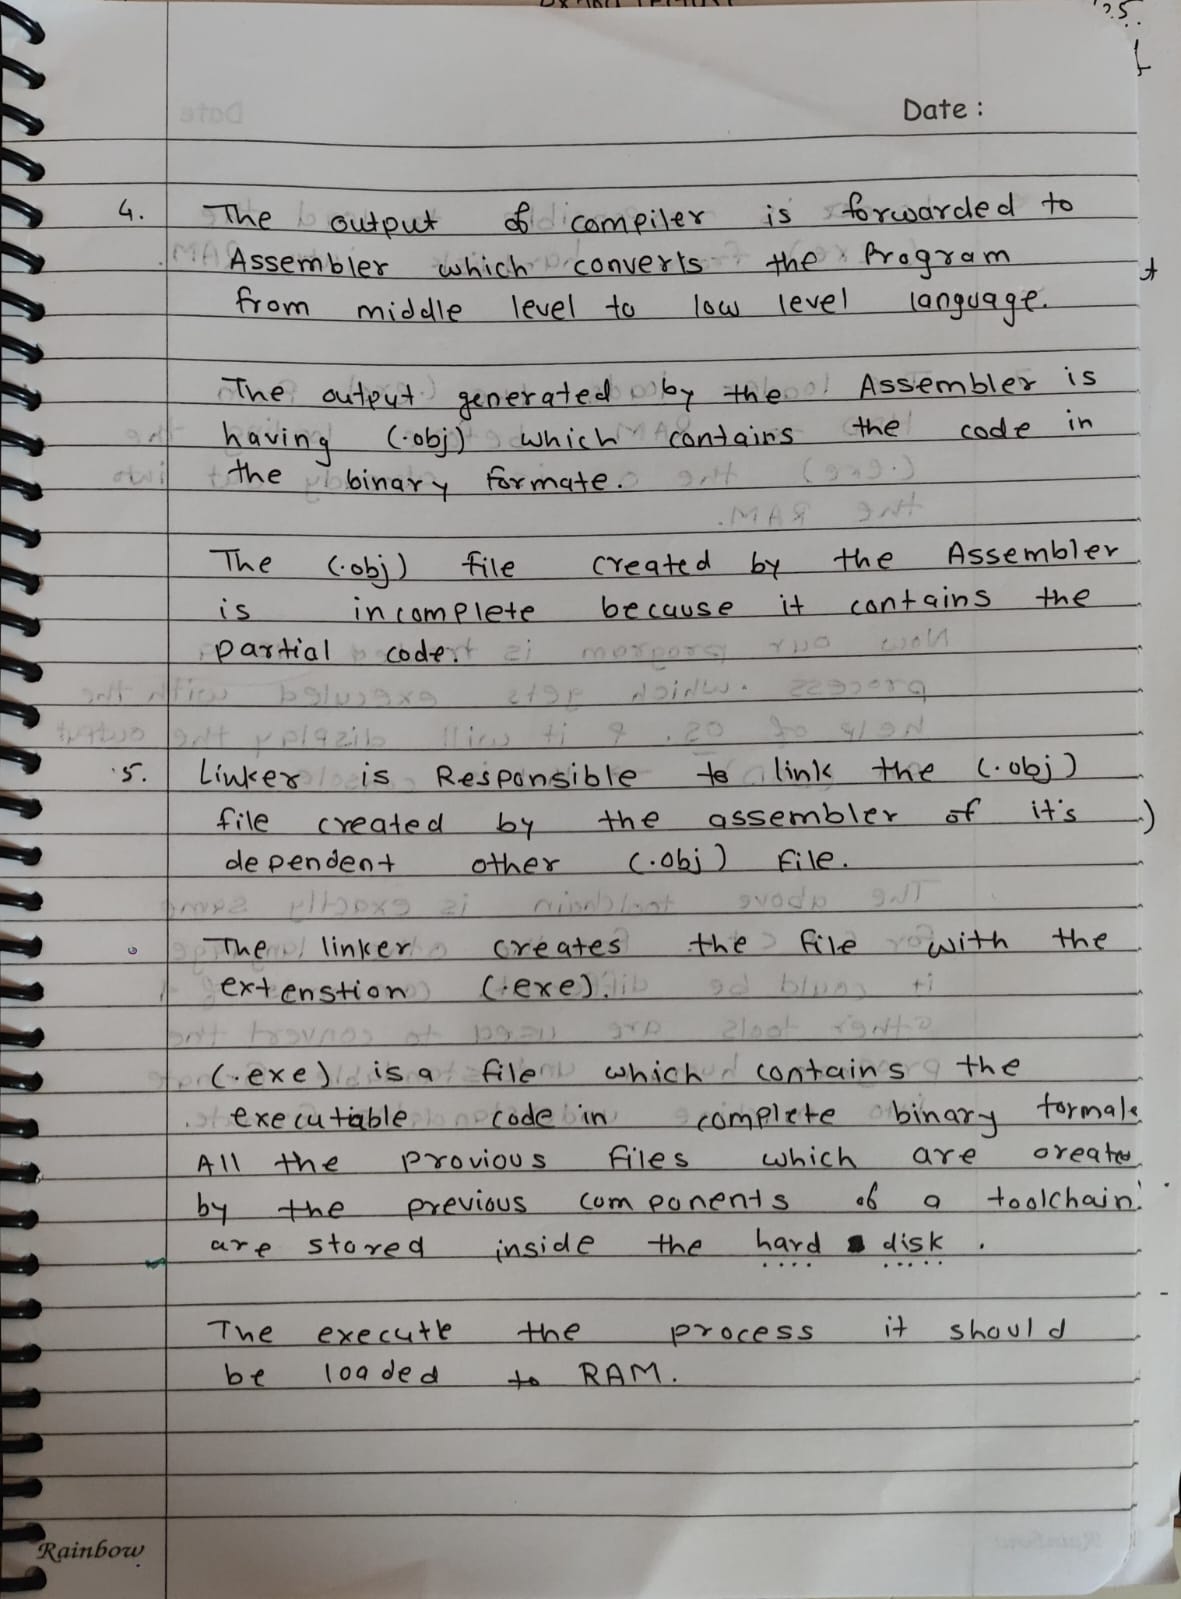 Date :
4. The output of compiler is forwarded to
Assembler which converts the Program
from middle level to low level language.
The output generated by the Assembler is
having (.obj) which contains the code in
the binary formate.
The (.obj) file created by the Assembler
is incomplete because it contains the
partial code.
5. Linker is Responsible to link the (.obj)
file created by the assembler of it's
dependent other (.obj) file.
The linker creates the file with the
extenstion (.exe).
(.exe) is a file which contains the
executiable code in complete binary formate
All the provious files which are create
by the previous components of a toolchain
are stored inside the hard disk .
The execute the process it should
be loaded to RAM.
Rainbow